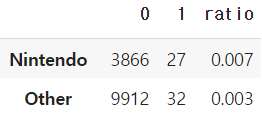 0 1 ratio
Nintendo 3866 27 0.007
Other 9912 32 0.003